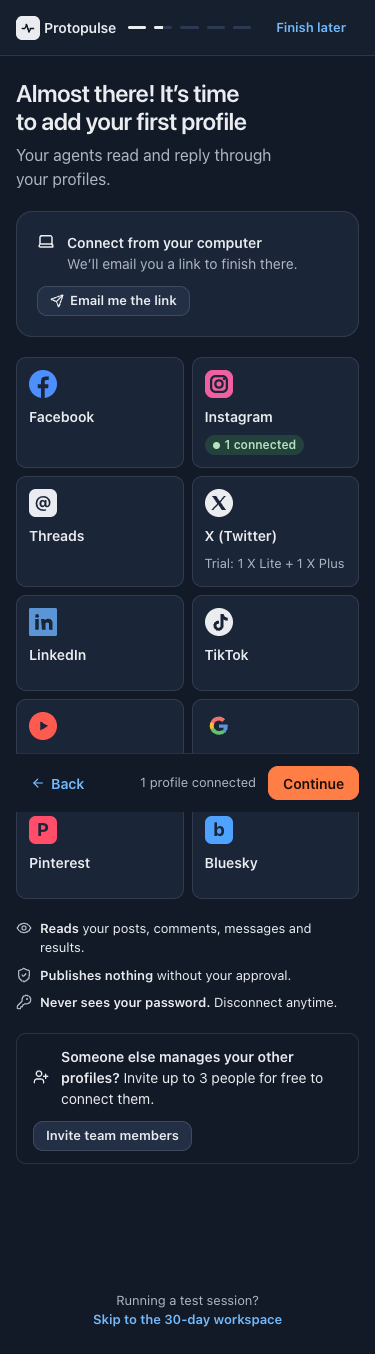 Protopulse
Finish later
Almost there! It’s time
to add your first profile
Your agents read and reply through
your profiles.
Connect from your computer
We’ll email you a link to finish there.
Email me the link
Facebook
Instagram
1 connected
Threads
X (Twitter)
Trial: 1 X Lite + 1 X Plus
LinkedIn
TikTok
Back
1 profile connected
Continue
Pinterest
Bluesky
Reads your posts, comments, messages and
results.
Publishes nothing without your approval.
Never sees your password. Disconnect anytime.
Someone else manages your other
profiles? Invite up to 3 people for free to
connect them.
Invite team members
Running a test session?
Skip to the 30-day workspace